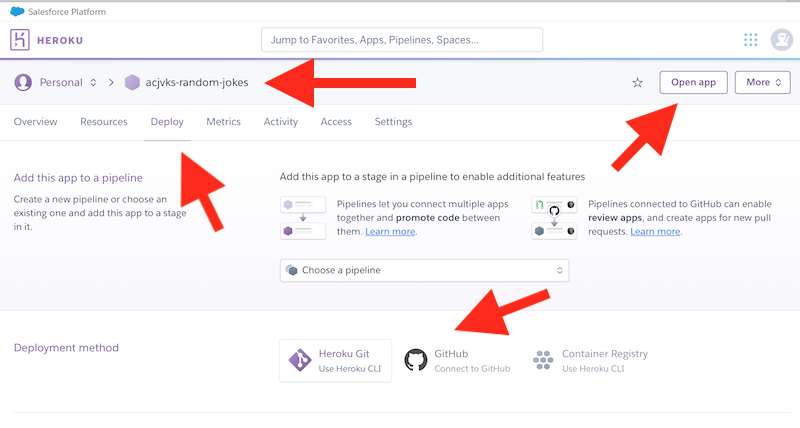 Salesforce Platform
HEROKU
Jump to Favorites, Apps, Pipelines, Spaces...
Personal
acjvks-random-jokes
Open app
More
Overview
Resources
Deploy
Metrics
Activity
Access
Settings
Add this app to a pipeline
Create a new pipeline or choose an
existing one and add this app to a stage
in it.
Add this app to a stage in a pipeline to enable additional features
Pipelines let you connect multiple apps
together and promote code between
them. Learn more.
Pipelines connected to GitHub can enable
review apps, and create apps for new pull
requests. Learn more.
Choose a pipeline
Deployment method
Heroku Git
Use Heroku CLI
GitHub
Connect to GitHub
Container Registry
Use Heroku CLI